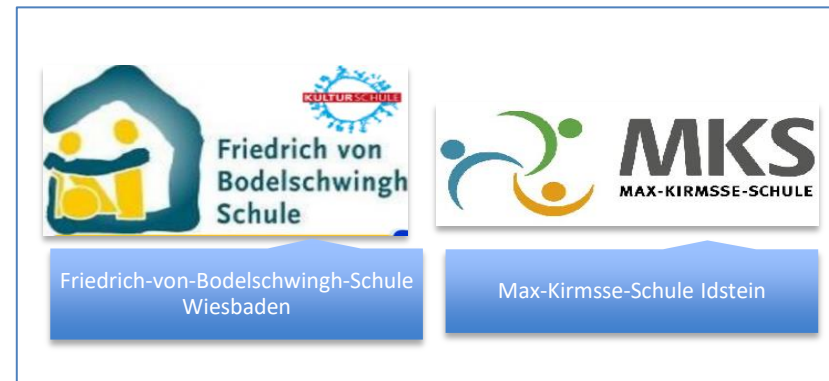 KULTURSCHULE
Friedrich von
Bodelschwingh
Schule
MKS
MAX-KIRMSSE-SCHULE
Friedrich-von-Bodelschwingh-Schule
Wiesbaden
Max-Kirmsse-Schule Idstein